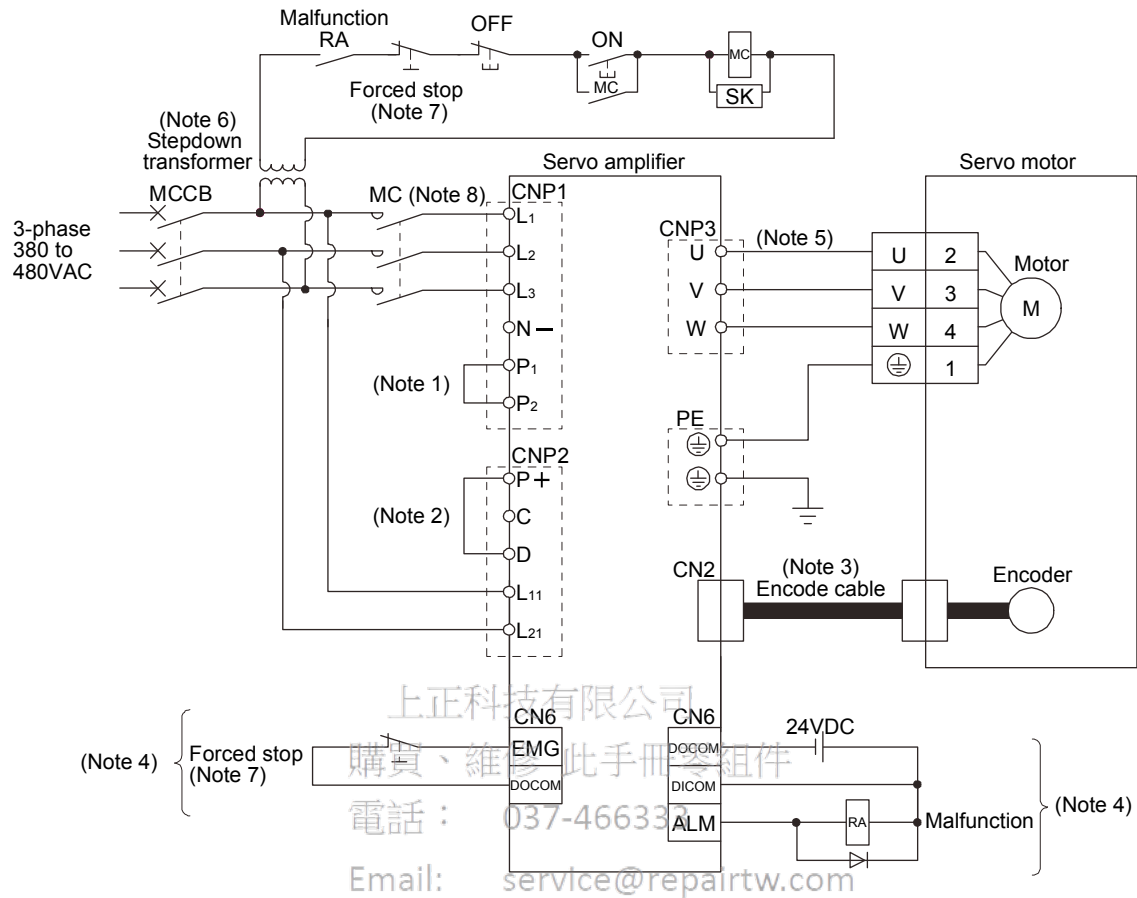 Malfunction
RA
OFF
ON
MC
MC
SK
Forced stop
(Note 7)
(Note 6)
Stepdown
transformer
MCCB
MC (Note 8)
3-phase
380 to
480VAC
Servo amplifier
Servo motor
CNP1
L1
L2
L3
N −
P1
P2
(Note 1)
CNP3
U
V
W
(Note 5)
U 2
V 3
W 4
1
Motor
M
PE
CNP2
P +
C
D
L11
L21
(Note 2)
CN2
(Note 3)
Encode cable
Encoder
上正科技有限公司
購買、維修 此手冊零組件
電話： 037-466333
Email: service@repairtw.com
(Note 4)
Forced stop
(Note 7)
CN6
EMG
DOCOM
CN6
DOCOM
DICOM
ALM
24VDC
RA
Malfunction
(Note 4)